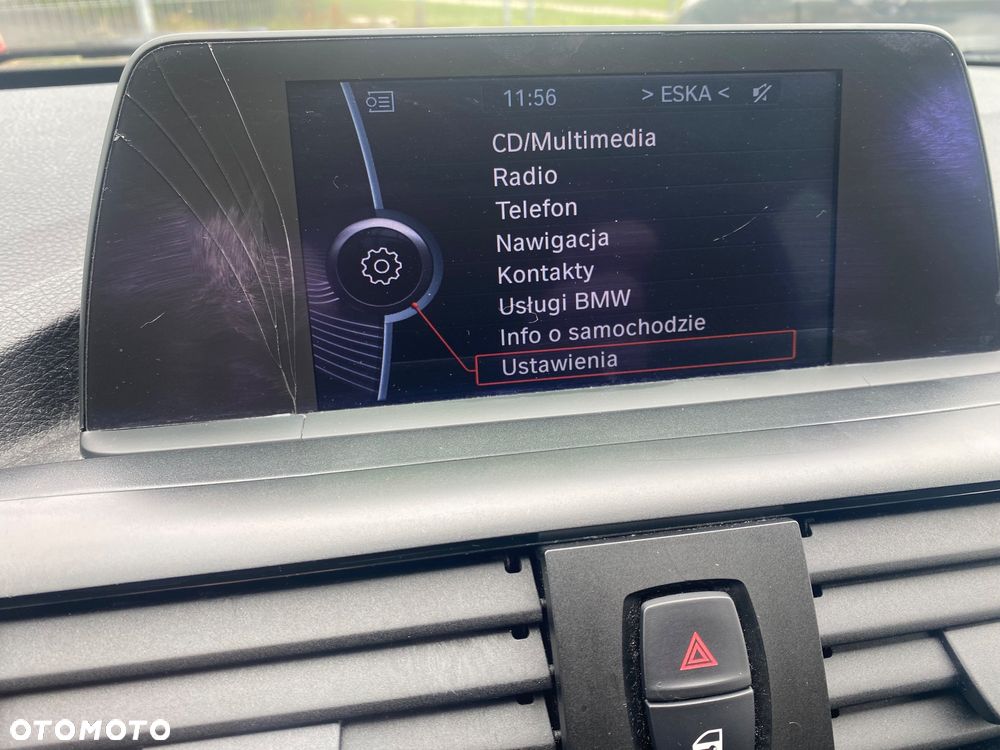 11:56 > ESKA <
CD/Multimedia
Radio
Telefon
Nawigacja
Kontakty
Usługi BMW
Info o samochodzie
Ustawienia
OTOMOTO